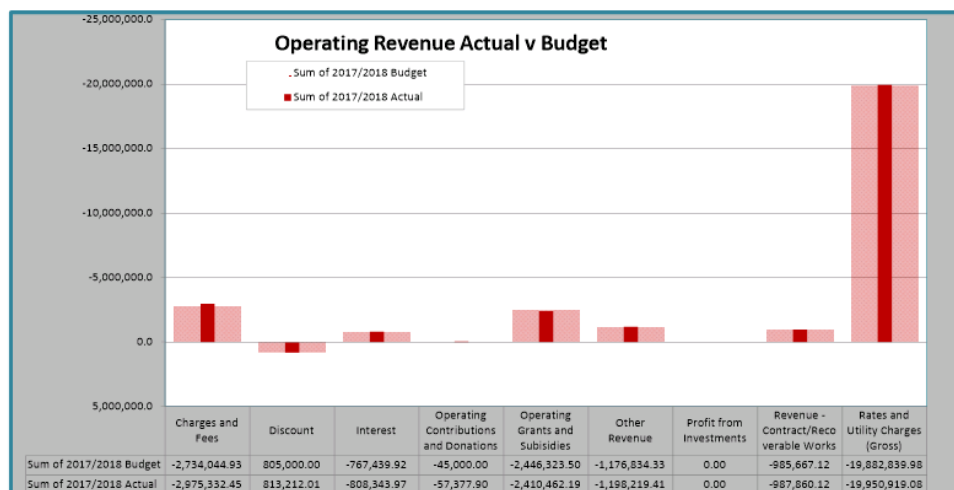 -25,000,000.0
Operating Revenue Actual v Budget
Sum of 2017/2018 Budget
-20,000,000.0
Sum of 2017/2018 Actual
-15,000,000.0
-10,000,000.0
-5,000,000.0
0.0
5,000,000.0
Charges and
Fees
Discount
Interest
Operating
Contributions
and Donations
Operating
Grants and
Subisidies
Other
Revenue
Profit from
Investments
Revenue -
Contract/Reco
verable Works
Rates and
Utility Charges
(Gross)
Sum of 2017/2018 Budget -2,734,044.93 805,000.00 -767,439.92 -45,000.00 -2,446,323.50 -1,176,834.33 0.00 -985,667.12 -19,882,839.98
Sum of 2017/2018 Actual -2,975,332.45 813,212.01 -808,343.97 -57,377.90 -2,410,462.19 -1,198,219.41 0.00 -987,860.12 -19,950,919.08